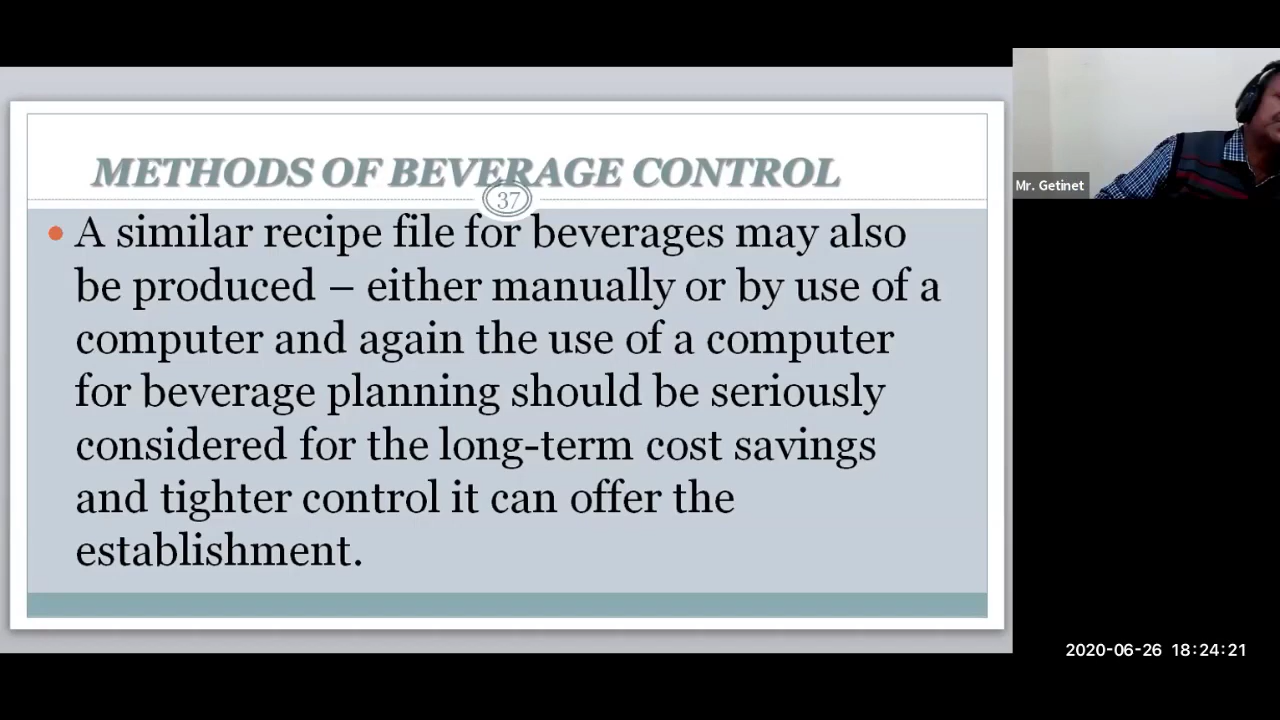 METHODS OF BEVERAGE CONTROL
37
• A similar recipe file for beverages may also
be produced – either manually or by use of a
computer and again the use of a computer
for beverage planning should be seriously
considered for the long-term cost savings
and tighter control it can offer the
establishment.
Mr. Getinet
2020-06-26 18:24:21